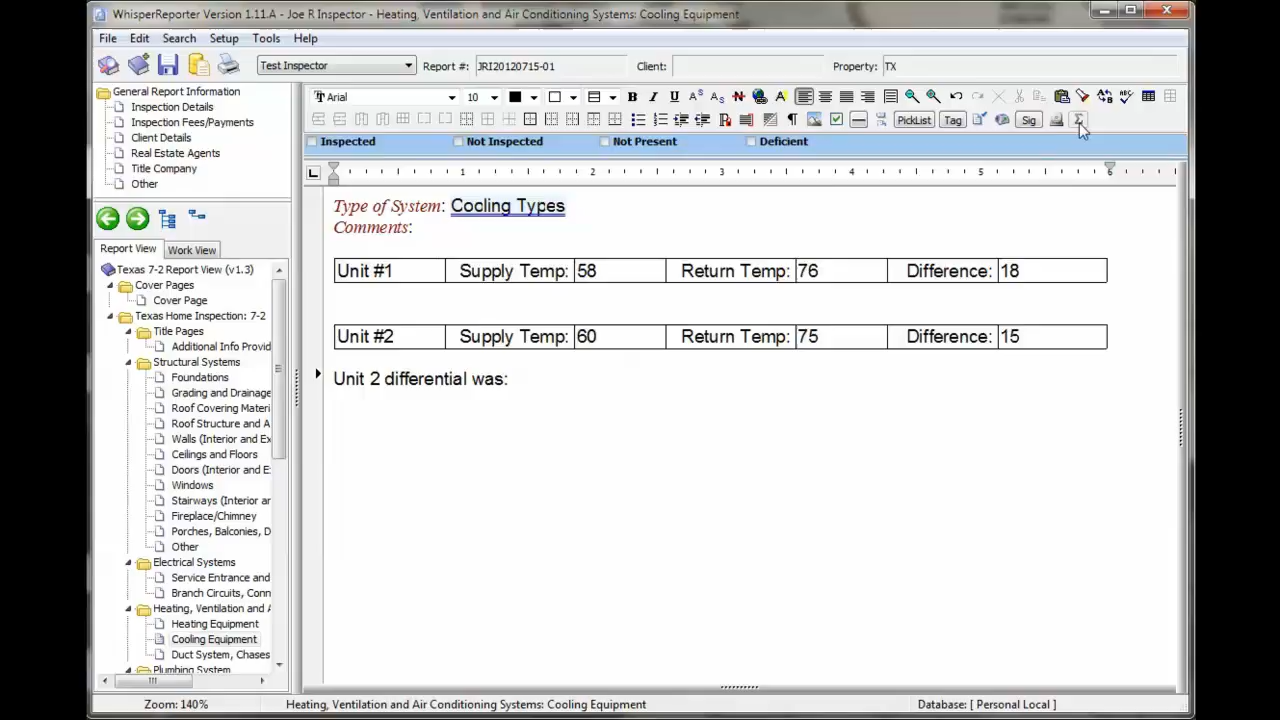 WhisperReporter Version 1.11.A - Joe R Inspector - Heating, Ventilation and Air Conditioning Systems: Cooling Equipment
File Edit Search Setup Tools Help
Test Inspector Report #: JRI20120715-01 Client: Property: TX
General Report Information
Inspection Details
Inspection Fees/Payments
Client Details
Real Estate Agents
Title Company
Other
Report View Work View
Texas 7-2 Report View (v1.3)
Cover Pages
Cover Page
Texas Home Inspection: 7-2
Title Pages
Additional Info Provid
Structural Systems
Foundations
Grading and Drainage
Roof Covering Materi
Roof Structure and A
Walls (Interior and Ex
Ceilings and Floors
Doors (Interior and E:
Windows
Stairways (Interior ar
Fireplace/Chimney
Porches, Balconies, D
Other
Electrical Systems
Service Entrance and
Branch Circuits, Conn
Heating, Ventilation and A
Heating Equipment
Cooling Equipment
Duct System, Chases
Plumbing System
Arial 10 B I U
PickList Tag Sig Σ
Inspected Not Inspected Not Present Deficient
1 2 3 4 5 6
Type of System: Cooling Types
Comments:
Unit #1 Supply Temp: 58 Return Temp: 76 Difference: 18
Unit #2 Supply Temp: 60 Return Temp: 75 Difference: 15
Unit 2 differential was:
Zoom: 140% Heating, Ventilation and Air Conditioning Systems: Cooling Equipment Database: [ Personal Local ]